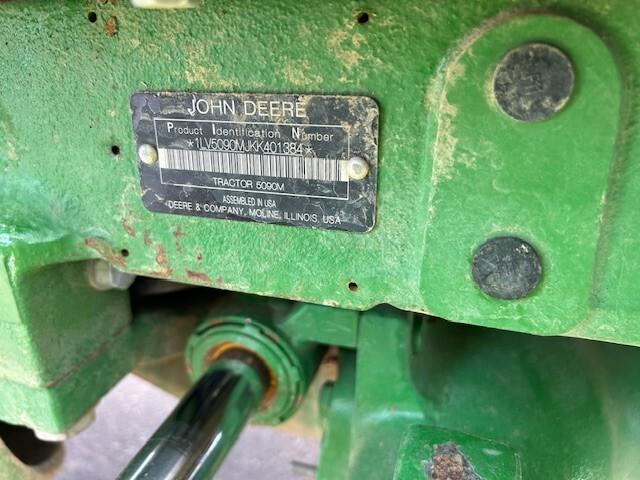 JOHN DEERE
Product Identification Number
*1LV5090MJKK401384*
TRACTOR 5090M
ASSEMBLED IN USA
DEERE & COMPANY, MOLINE, ILLINOIS, USA